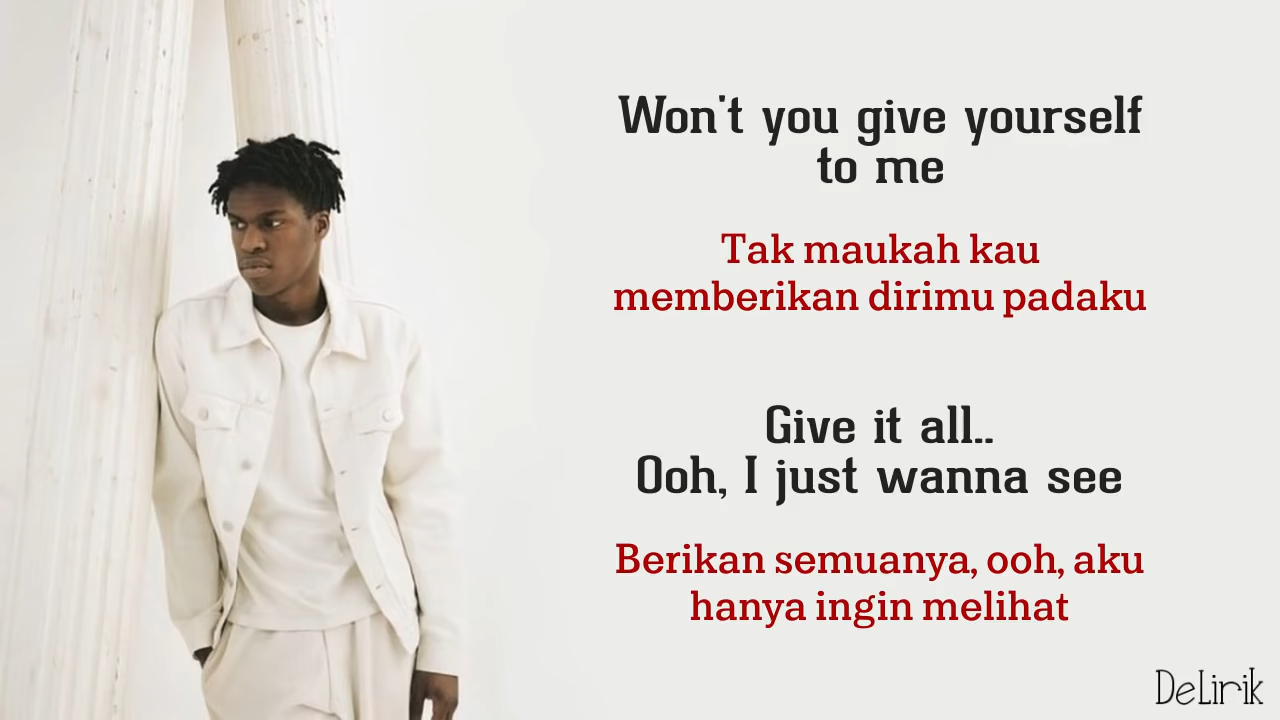 Won't you give yourself
to me
Tak maukah kau
memberikan dirimu padaku
Give it all..
Ooh, I just wanna see
Berikan semuanya, ooh, aku
hanya ingin melihat
DeLirik